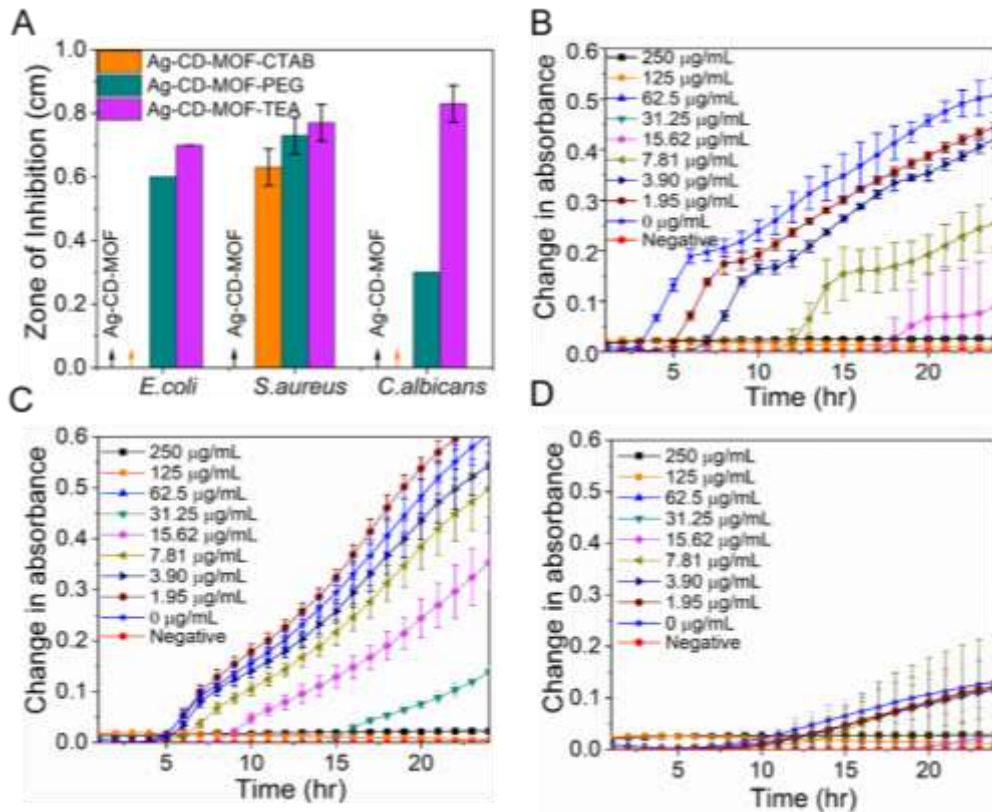 A
Zone of Inhibition (cm)
1.0
0.8
0.6
0.4
0.2
0.0
Ag-CD-MOF-CTAB
Ag-CD-MOF-PEG
Ag-CD-MOF-TEA
Ag-CD-MOF
Ag-CD-MOF
Ag-CD-MOF
E.coli S.aureus C.albicans
B
Change in absorbance
0.6
0.5
0.4
0.3
0.2
0.1
0.0
250 µg/mL
125 µg/mL
62.5 µg/mL
31.25 µg/mL
15.62 µg/mL
7.81 µg/mL
3.90 µg/mL
1.95 µg/mL
0 µg/mL
Negative
5 10 15 20
Time (hr)
C
Change in absorbance
0.6
0.5
0.4
0.3
0.2
0.1
0.0
250 µg/mL
125 µg/mL
62.5 µg/mL
31.25 µg/mL
15.62 µg/mL
7.81 µg/mL
3.90 µg/mL
1.95 µg/mL
0 µg/mL
Negative
5 10 15 20
Time (hr)
D
Change in absorbance
0.6
0.5
0.4
0.3
0.2
0.1
0.0
250 µg/mL
125 µg/mL
62.5 µg/mL
31.25 µg/mL
15.62 µg/mL
7.81 µg/mL
3.90 µg/mL
1.95 µg/mL
0 µg/mL
Negative
5 10 15 20
Time (hr)